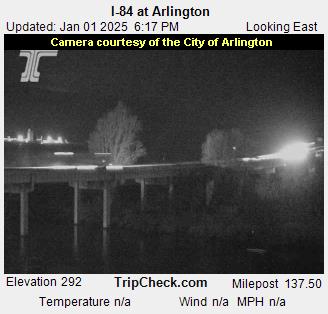 I-84 at Arlington
Updated: Jan 01 2025 6:17 PM Looking East
Camera courtesy of the City of Arlington
Elevation 292 TripCheck.com Milepost 137.50
Temperature n/a Wind n/a MPH n/a